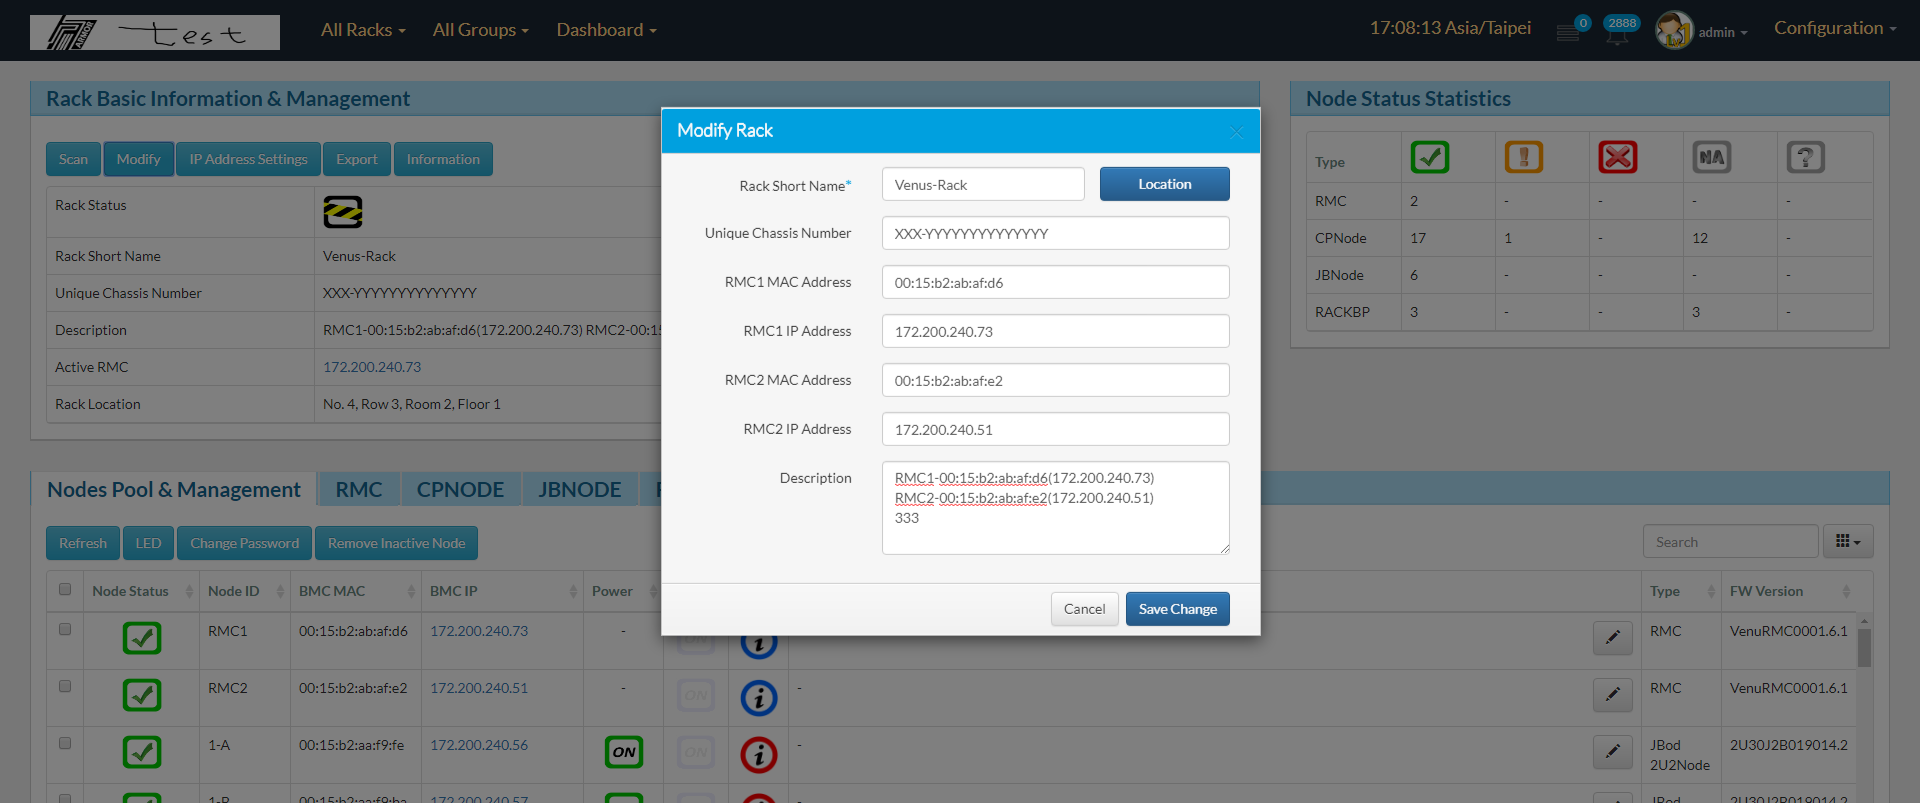 ARMOR test All Racks All Groups Dashboard 17:08:13 Asia/Taipei 0 2888 admin Configuration
Rack Basic Information & Management
Scan Modify IP Address Settings Export Information
Rack Status
Rack Short Name Venus-Rack
Unique Chassis Number XXX-YYYYYYYYYYYYYY
Description RMC1-00:15:b2:ab:af:d6(172.200.240.73) RMC2-00:15
Active RMC 172.200.240.73
Rack Location No. 4, Row 3, Room 2, Floor 1
Modify Rack
Rack Short Name* Venus-Rack Location
Unique Chassis Number XXX-YYYYYYYYYYYYYY
RMC1 MAC Address 00:15:b2:ab:af:d6
RMC1 IP Address 172.200.240.73
RMC2 MAC Address 00:15:b2:ab:af:e2
RMC2 IP Address 172.200.240.51
Description RMC1-00:15:b2:ab:af:d6(172.200.240.73)
RMC2-00:15:b2:ab:af:e2(172.200.240.51)
333
Cancel Save Change
Node Status Statistics
Type ! NA ?
RMC 2 - - - -
CPNode 17 1 - 12 -
JBNode 6 - - - -
RACKBP 3 - - 3 -
Nodes Pool & Management RMC CPNODE JBNODE
Refresh LED Change Password Remove Inactive Node Search
Node Status Node ID BMC MAC BMC IP Power Type FW Version
RMC1 00:15:b2:ab:af:d6 172.200.240.73 - ON i RMC VenuRMC0001.6.1
RMC2 00:15:b2:ab:af:e2 172.200.240.51 - ON i - RMC VenuRMC0001.6.1
1-A 00:15:b2:aa:f9:fe 172.200.240.56 ON ON i - JBod 2U30J2B019014.2
2U2Node
1-B 00:15:b2:aa:f9:ba 172.200.240.57 JBod 2U30J2B019014.2